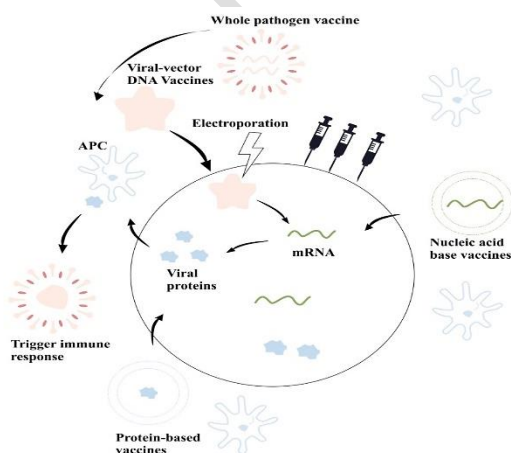 Whole pathogen vaccine
Viral-vector
DNA Vaccines
Electroporation
APC
mRNA
Nucleic acid
base vaccines
Viral
proteins
Trigger immune
response
Protein-based
vaccines